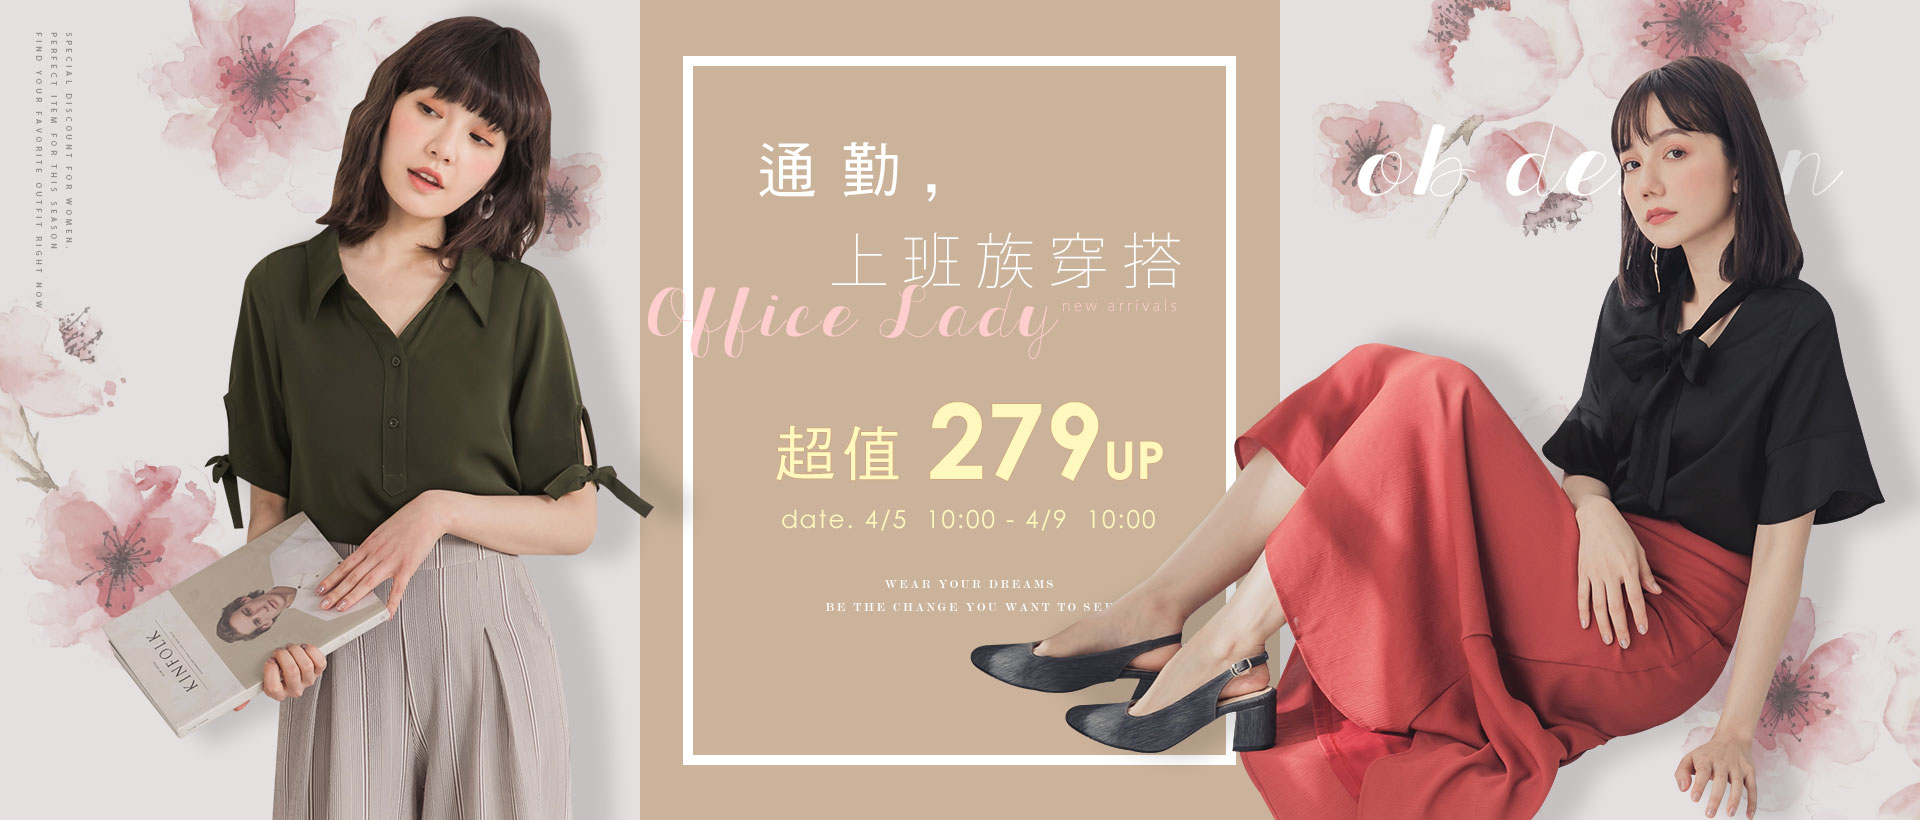 SPECIAL DISCOUNT FOR WOMEN.
PERFECT ITEM FOR THIS SEASON
FIND YOUR FAVORITE OUTFIT RIGHT NOW
通勤,
上班族穿搭
Office Lady new arrivals
超值 279UP
date. 4/5 10:00 - 4/9 10:00
WEAR YOUR DREAMS
BE THE CHANGE YOU WANT TO SEE
ob de n
KINFOLK